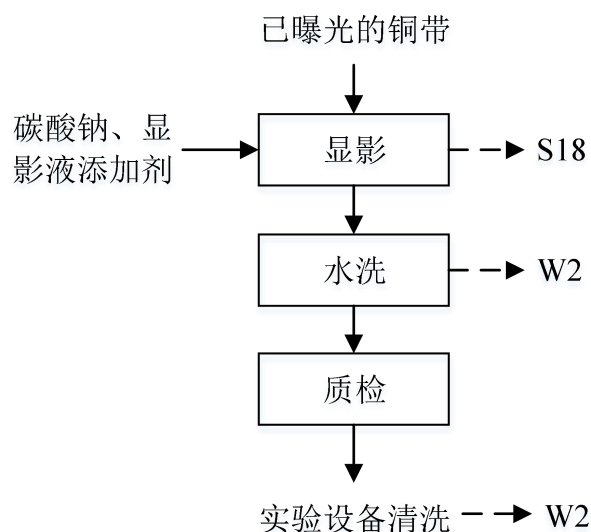 已曝光的铜带
碳酸钠、显
影液添加剂
显影
S18
水洗
W2
质检
实验设备清洗
W2